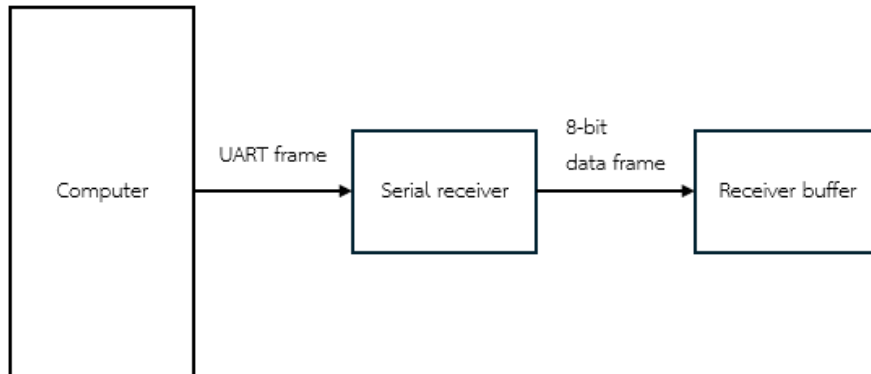 Computer
UART frame
Serial receiver
8-bit
data frame
Receiver buffer